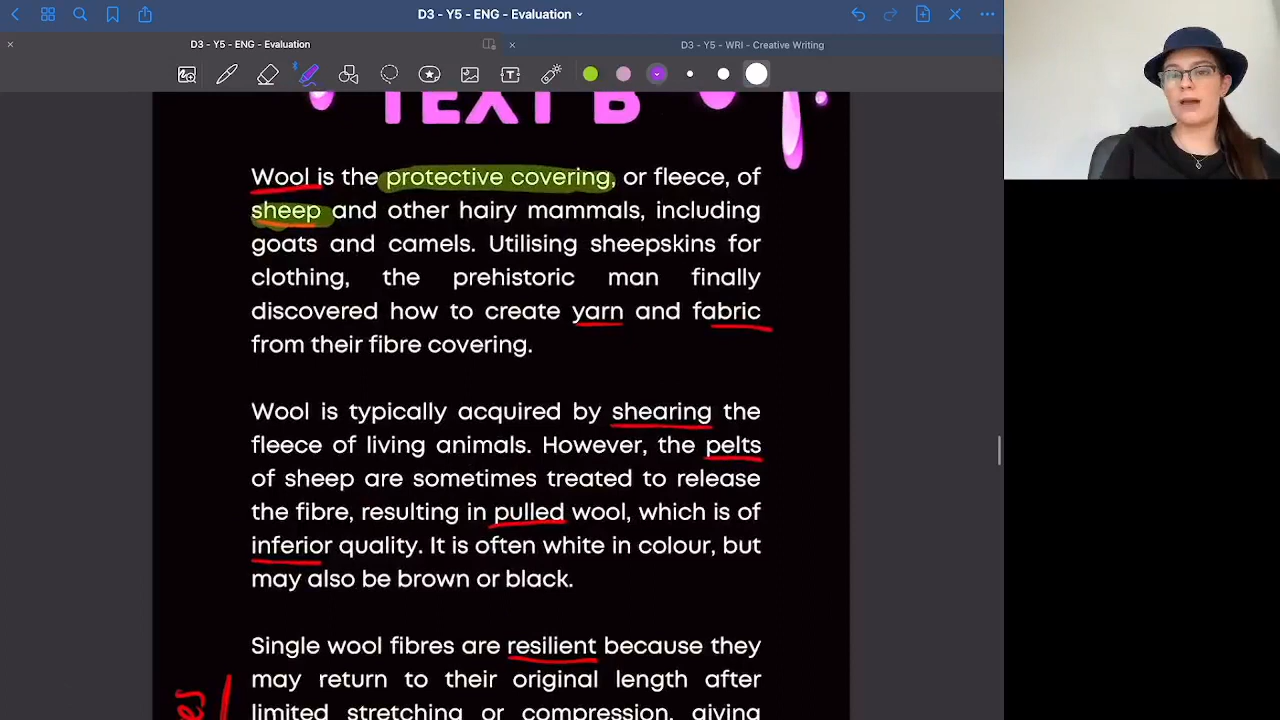 D3 - Y5 - ENG - Evaluation
D3 - Y5 - ENG - Evaluation
D3 - Y5 - WRI - Creative Writing
TEXT B
Wool is the protective covering, or fleece, of
sheep and other hairy mammals, including
goats and camels. Utilising sheepskins for
clothing, the prehistoric man finally
discovered how to create yarn and fabric
from their fibre covering.
Wool is typically acquired by shearing the
fleece of living animals. However, the pelts
of sheep are sometimes treated to release
the fibre, resulting in pulled wool, which is of
inferior quality. It is often white in colour, but
may also be brown or black.
Single wool fibres are resilient because they
may return to their original length after
limited stretching or compression, giving